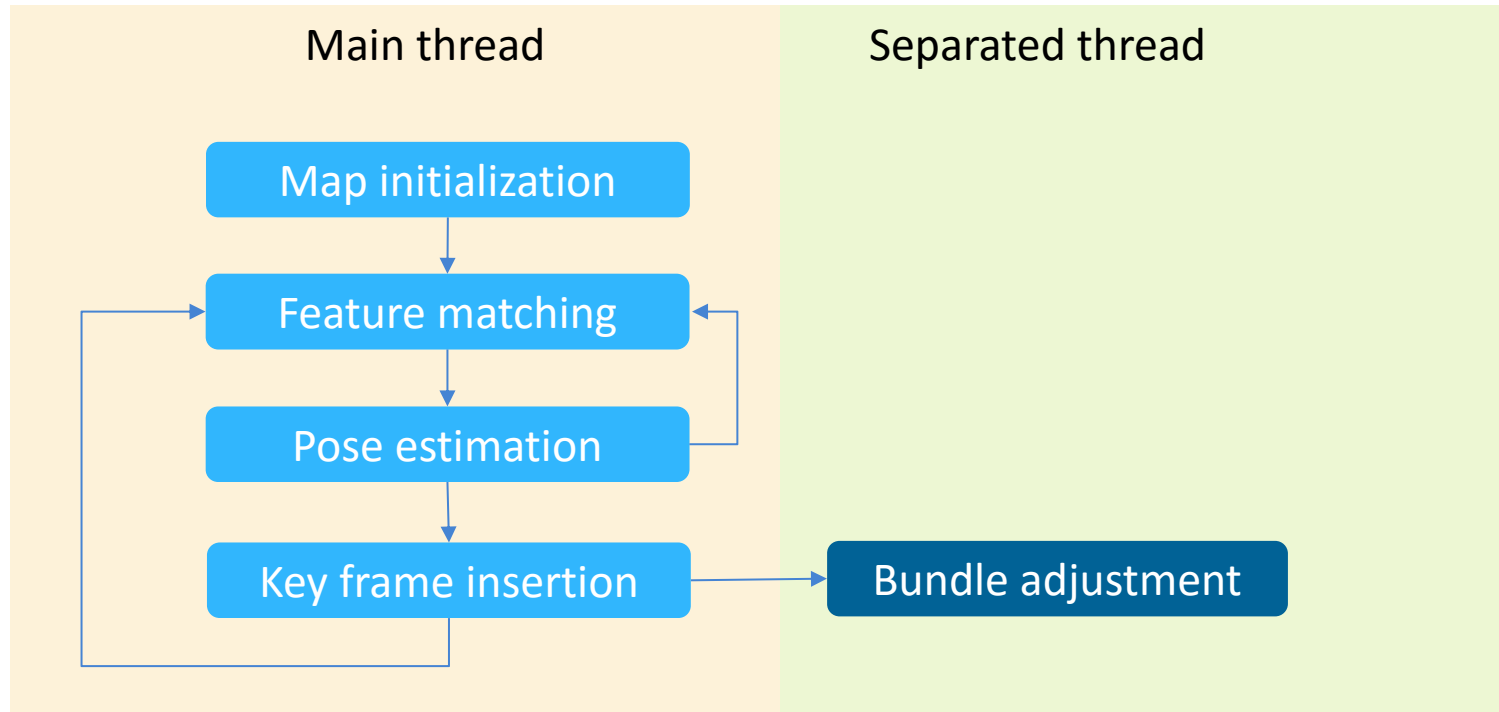 Main thread
Separated thread
Map initialization
Feature matching
Pose estimation
Key frame insertion
Bundle adjustment